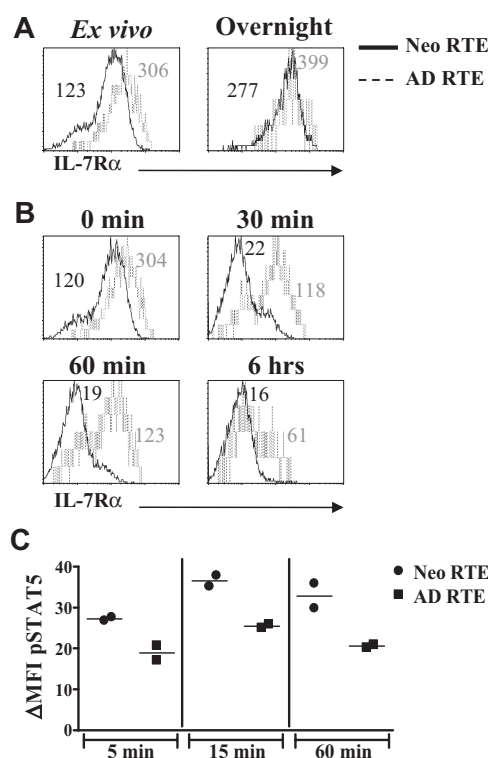 A
Ex vivo
Overnight
Neo RTE
AD RTE
123
306
277
399
IL-7Rα
B
0 min
30 min
120
304
22
118
60 min
6 hrs
19
123
16
61
IL-7Rα
C
ΔMFI pSTAT5
40
30
20
10
0
5 min
15 min
60 min
Neo RTE
AD RTE